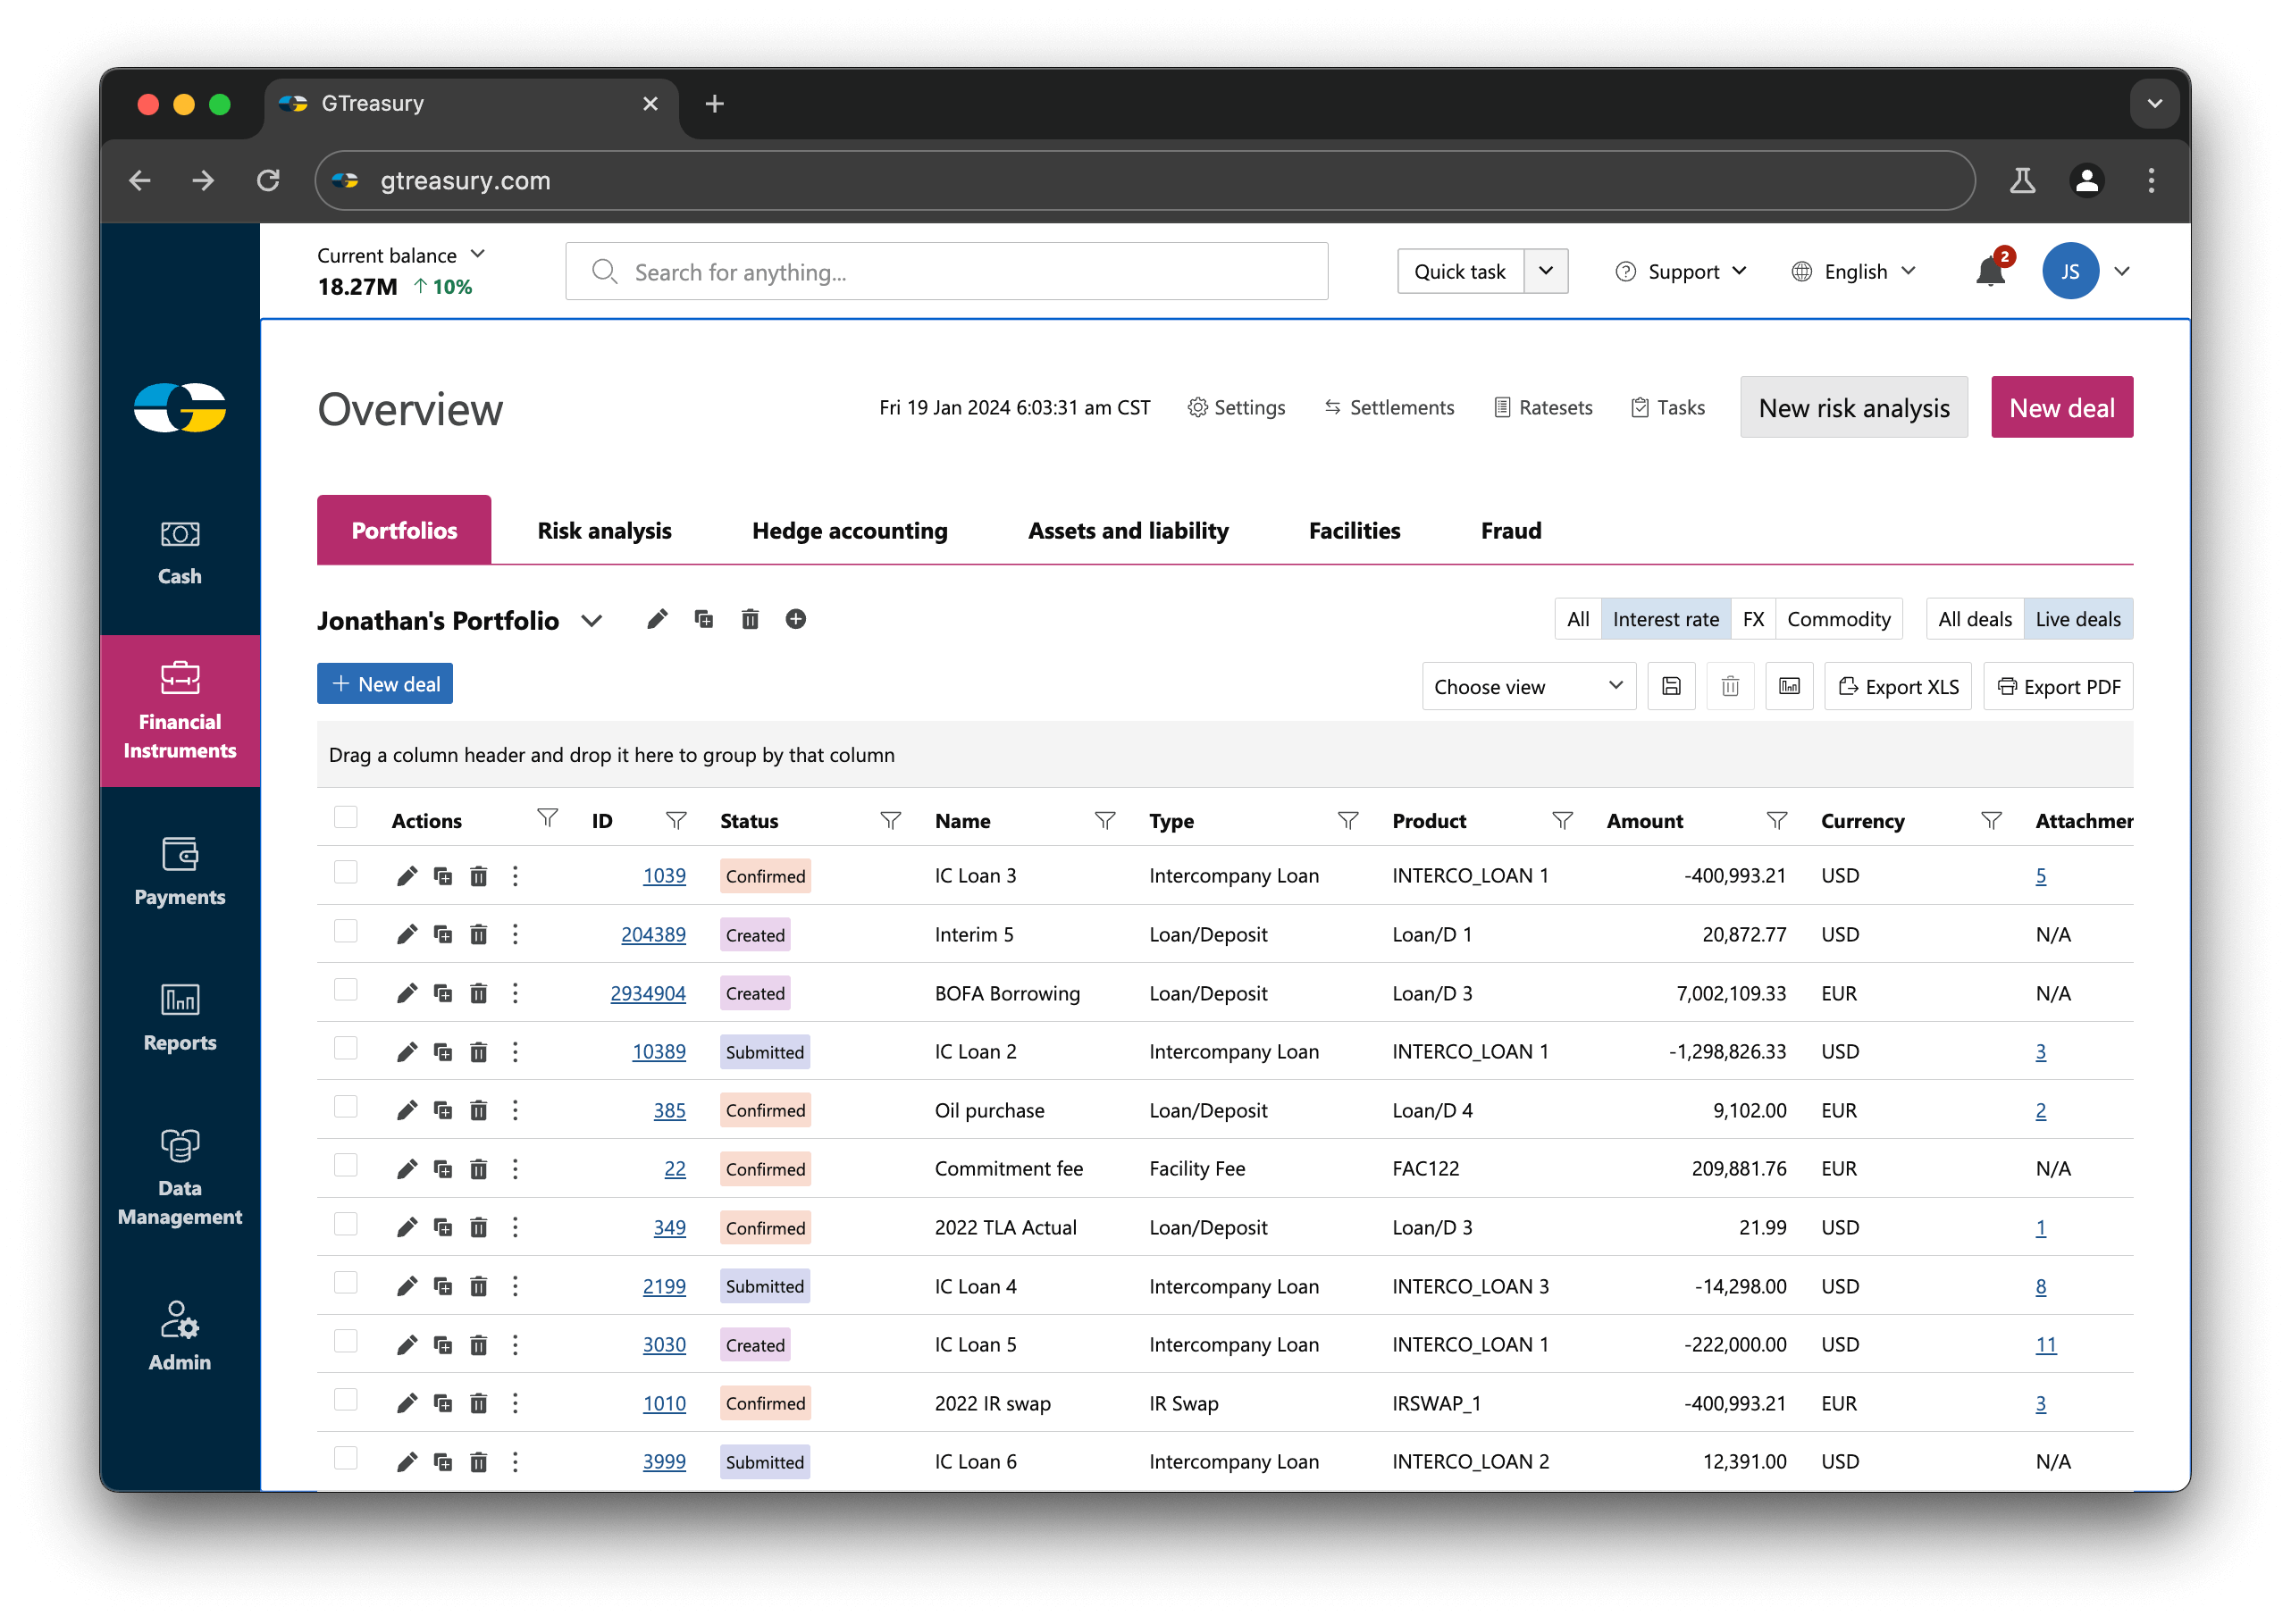 GTreasury
gtreasury.com
Current balance
18.27M 10%
Search for anything...
Quick task
Support
English
2
JS
Overview
Fri 19 Jan 2024 6:03:31 am CST
Settings
Settlements
Ratesets
Tasks
New risk analysis
New deal
Cash
Financial
Instruments
Payments
Reports
Data
Management
Admin
Portfolios
Risk analysis
Hedge accounting
Assets and liability
Facilities
Fraud
Jonathan's Portfolio
All Interest rate FX Commodity
All deals Live deals
+ New deal
Choose view
Export XLS
Export PDF
Drag a column header and drop it here to group by that column
Actions ID Status Name Type Product Amount Currency Attachmen
1039 Confirmed IC Loan 3 Intercompany Loan INTERCO_LOAN 1 -400,993.21 USD 5
204389 Created Interim 5 Loan/Deposit Loan/D 1 20,872.77 USD N/A
2934904 Created BOFA Borrowing Loan/Deposit Loan/D 3 7,002,109.33 EUR N/A
10389 Submitted IC Loan 2 Intercompany Loan INTERCO_LOAN 1 -1,298,826.33 USD 3
385 Confirmed Oil purchase Loan/Deposit Loan/D 4 9,102.00 EUR 2
22 Confirmed Commitment fee Facility Fee FAC122 209,881.76 EUR N/A
349 Confirmed 2022 TLA Actual Loan/Deposit Loan/D 3 21.99 USD 1
2199 Submitted IC Loan 4 Intercompany Loan INTERCO_LOAN 3 -14,298.00 USD 8
3030 Created IC Loan 5 Intercompany Loan INTERCO_LOAN 1 -222,000.00 USD 11
1010 Confirmed 2022 IR swap IR Swap IRSWAP_1 -400,993.21 EUR 3
3999 Submitted IC Loan 6 Intercompany Loan INTERCO_LOAN 2 12,391.00 USD N/A